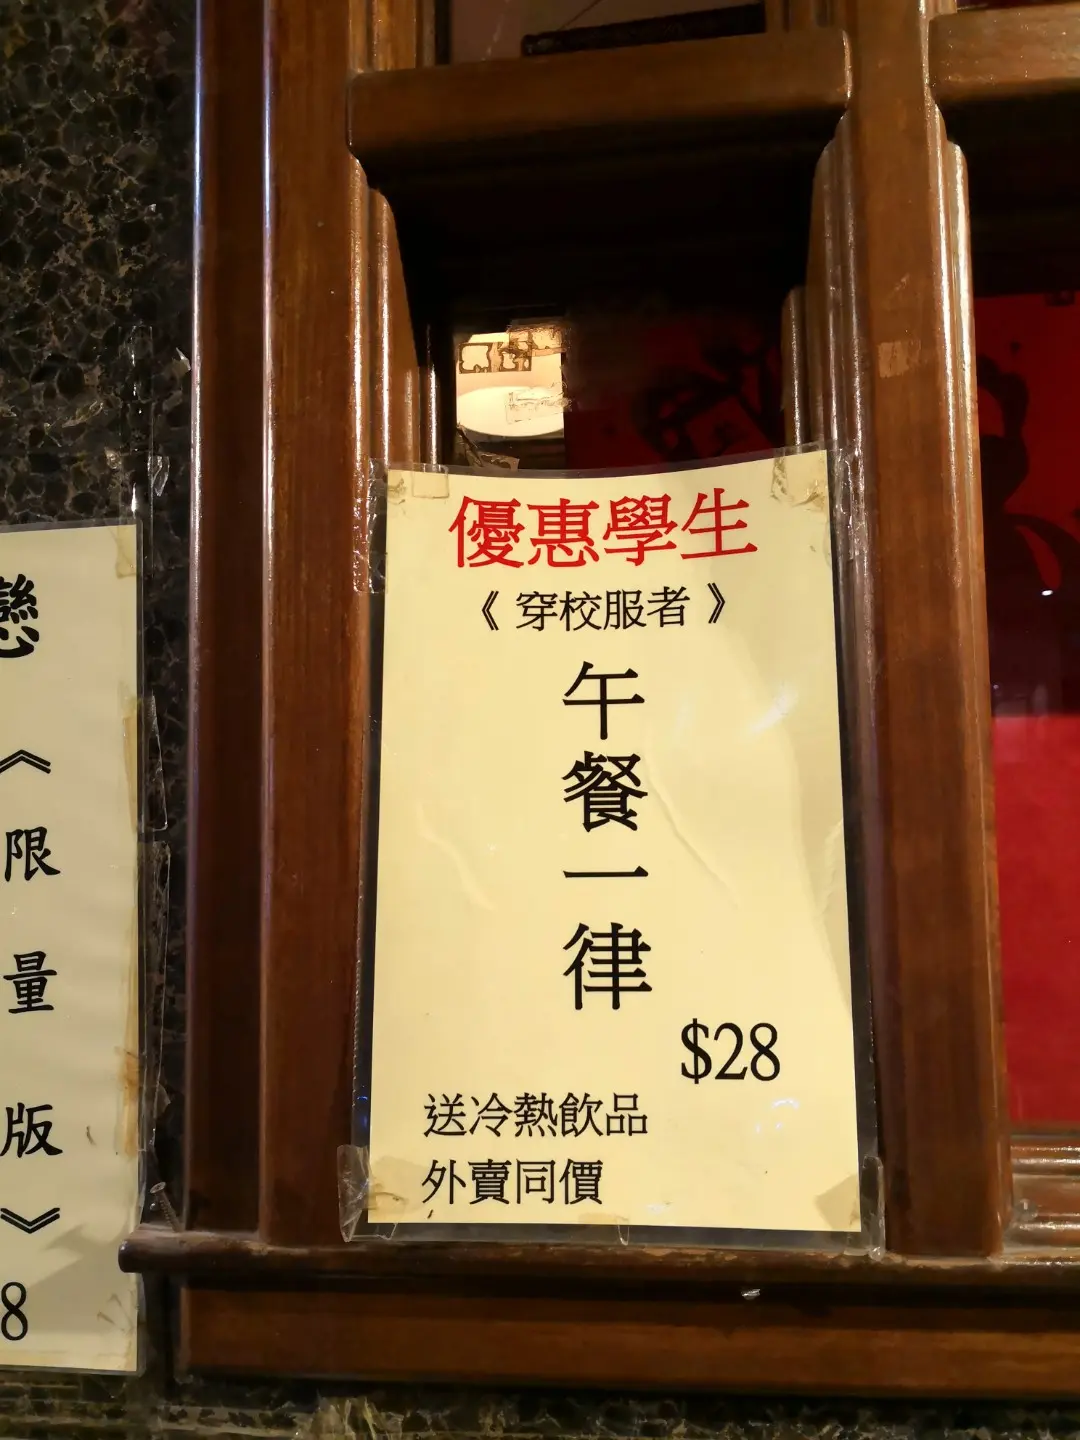 優惠學生
《穿校服者》
午餐一律
$28
送冷熱飲品
外賣同價
戀
《限量版》
8